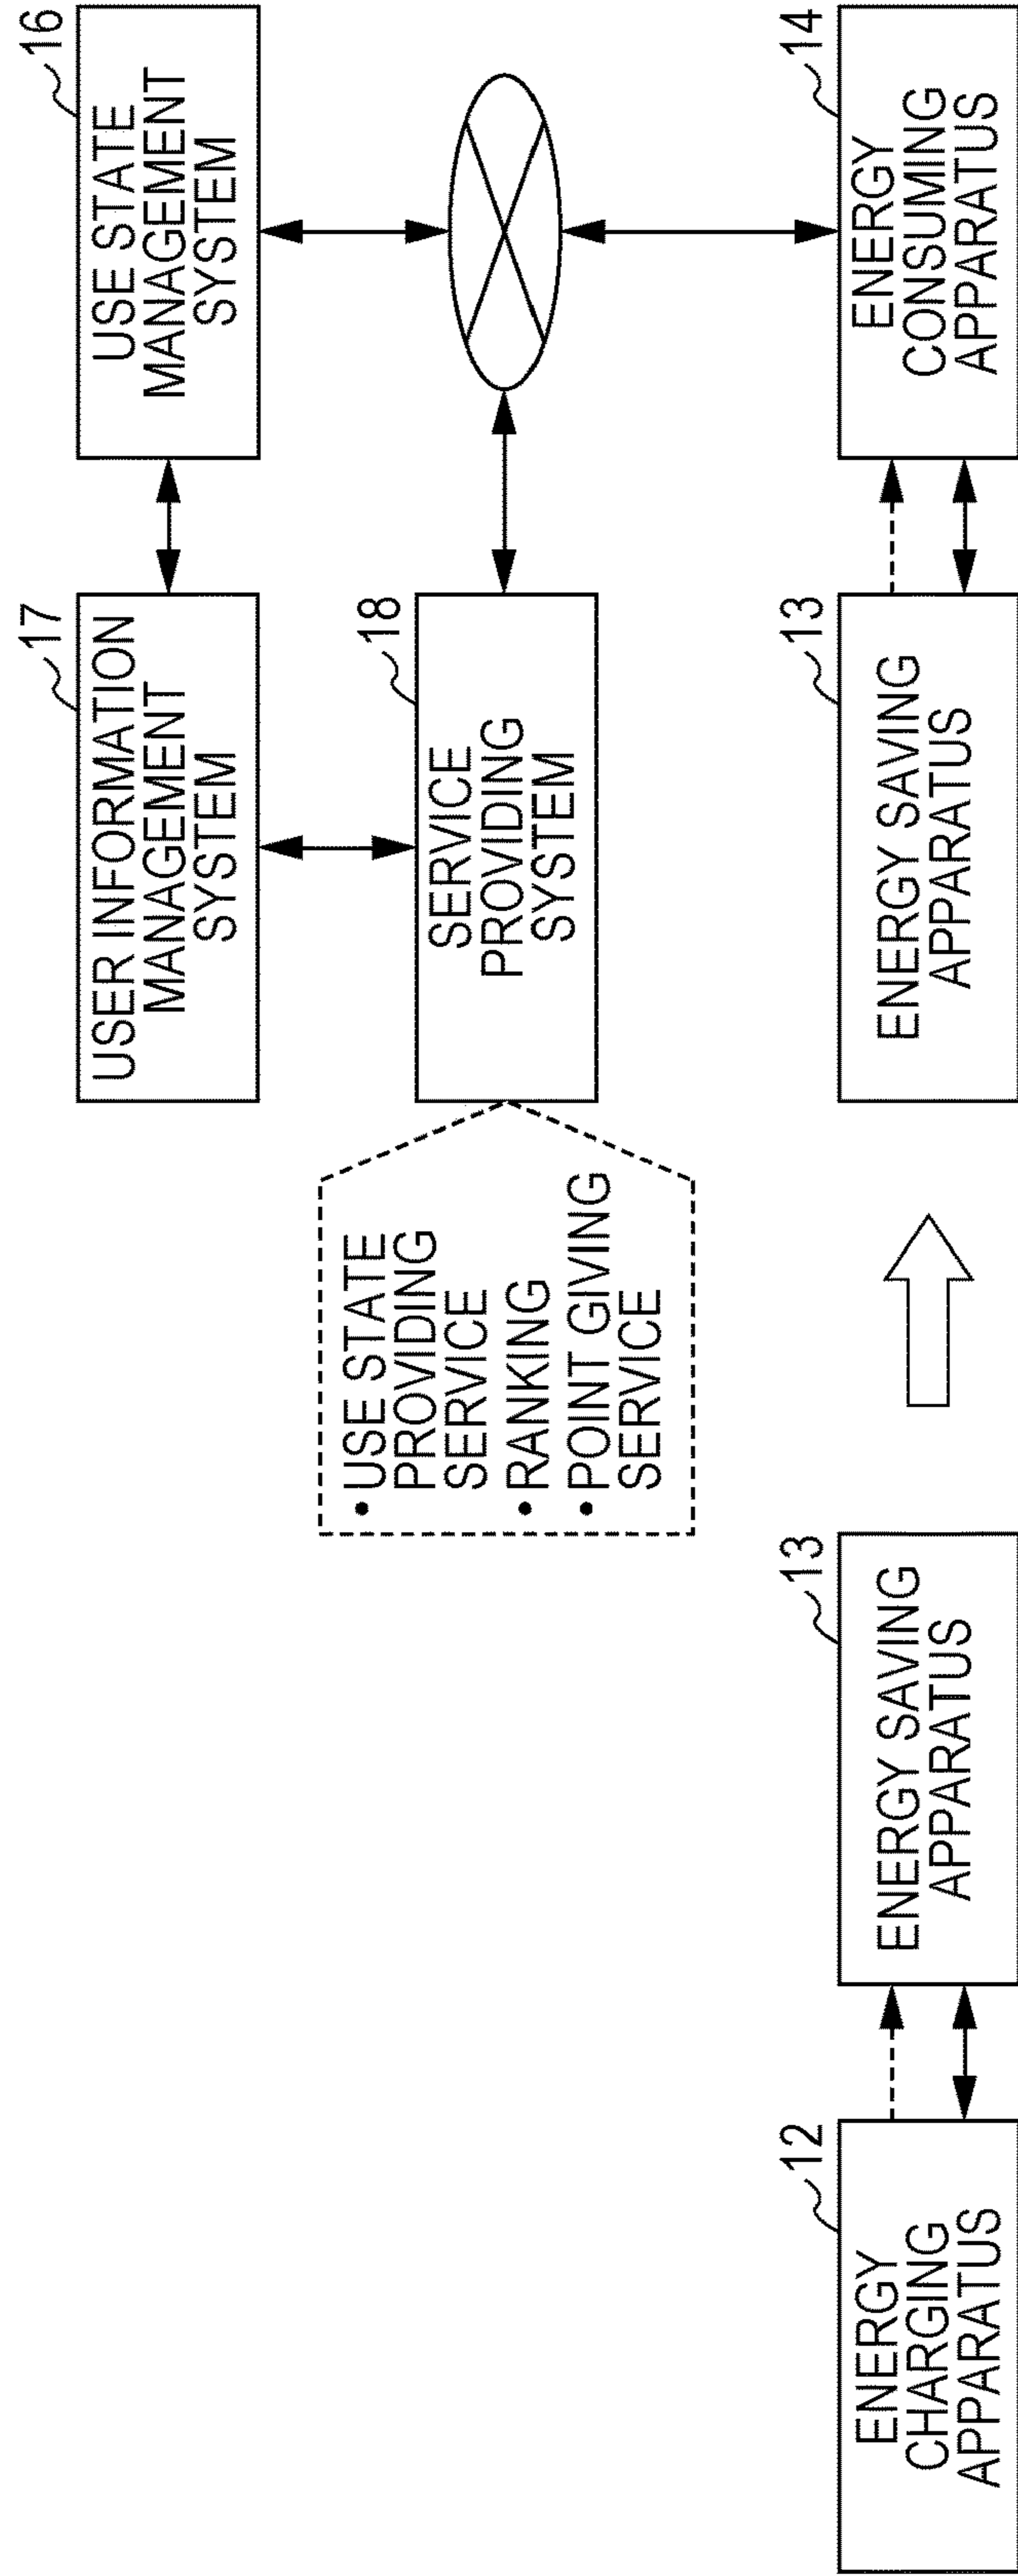 17
USER INFORMATION
MANAGEMENT
SYSTEM
16
USE STATE
MANAGEMENT
SYSTEM
• USE STATE
PROVIDING
SERVICE
• RANKING
• POINT GIVING
SERVICE
18
SERVICE
PROVIDING
SYSTEM
12
ENERGY
CHARGING
APPARATUS
13
ENERGY SAVING
APPARATUS
13
ENERGY SAVING
APPARATUS
14
ENERGY
CONSUMING
APPARATUS